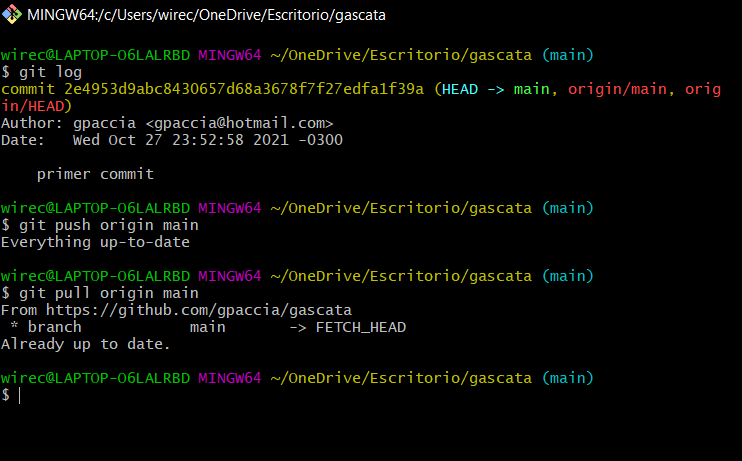 MINGW64:/c/Users/wirec/OneDrive/Escritorio/gascata
wirec@LAPTOP-O6LALRBD MINGW64 ~/OneDrive/Escritorio/gascata (main)
$ git log
commit 2e4953d9abc8430657d68a3678f7f27edfa1f39a (HEAD -> main, origin/main, orig
in/HEAD)
Author: gpaccia <gpaccia@hotmail.com>
Date:   Wed Oct 27 23:52:58 2021 -0300
    primer commit
wirec@LAPTOP-O6LALRBD MINGW64 ~/OneDrive/Escritorio/gascata (main)
$ git push origin main
Everything up-to-date
wirec@LAPTOP-O6LALRBD MINGW64 ~/OneDrive/Escritorio/gascata (main)
$ git pull origin main
From https://github.com/gpaccia/gascata
 * branch            main       -> FETCH_HEAD
Already up to date.
wirec@LAPTOP-O6LALRBD MINGW64 ~/OneDrive/Escritorio/gascata (main)
$